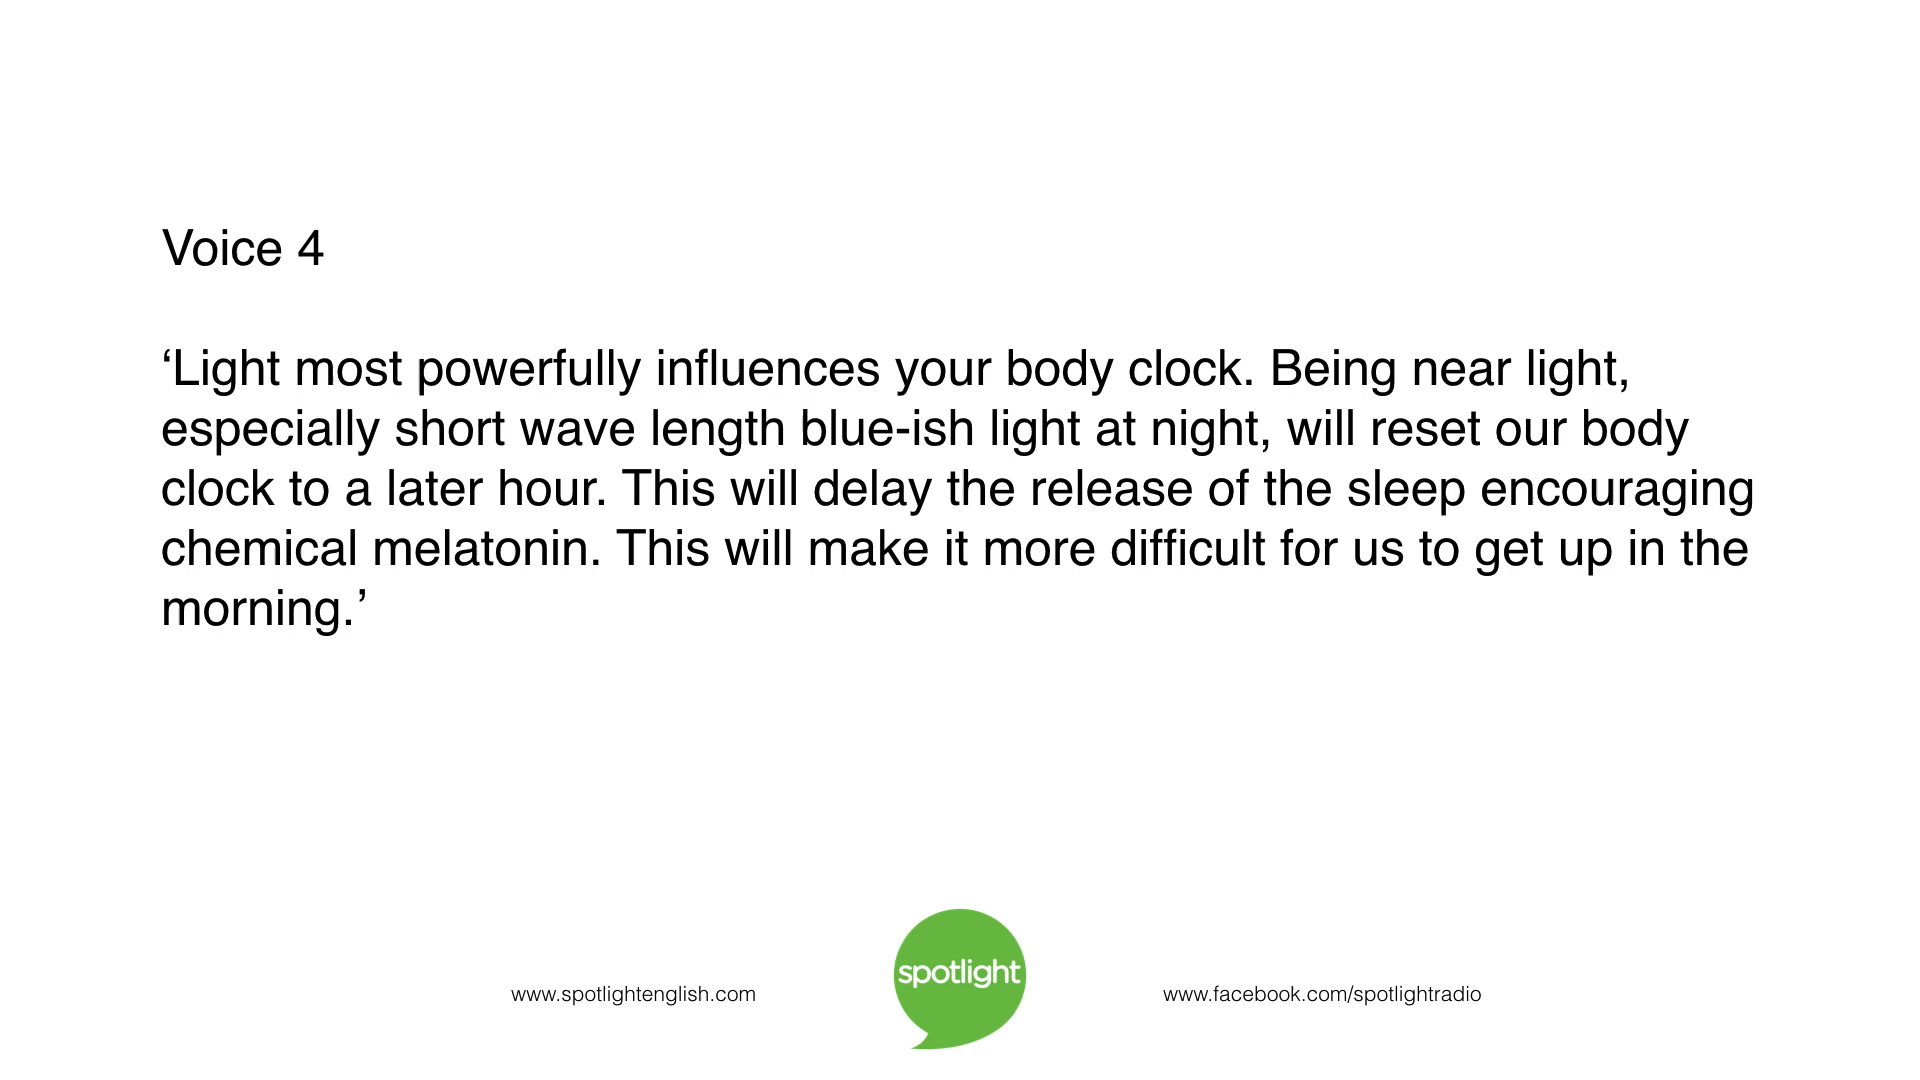 Voice 4
‘Light most powerfully influences your body clock. Being near light,
especially short wave length blue-ish light at night, will reset our body
clock to a later hour. This will delay the release of the sleep encouraging
chemical melatonin. This will make it more difficult for us to get up in the
morning.’
www.spotlightenglish.com
spotlight
www.facebook.com/spotlightradio